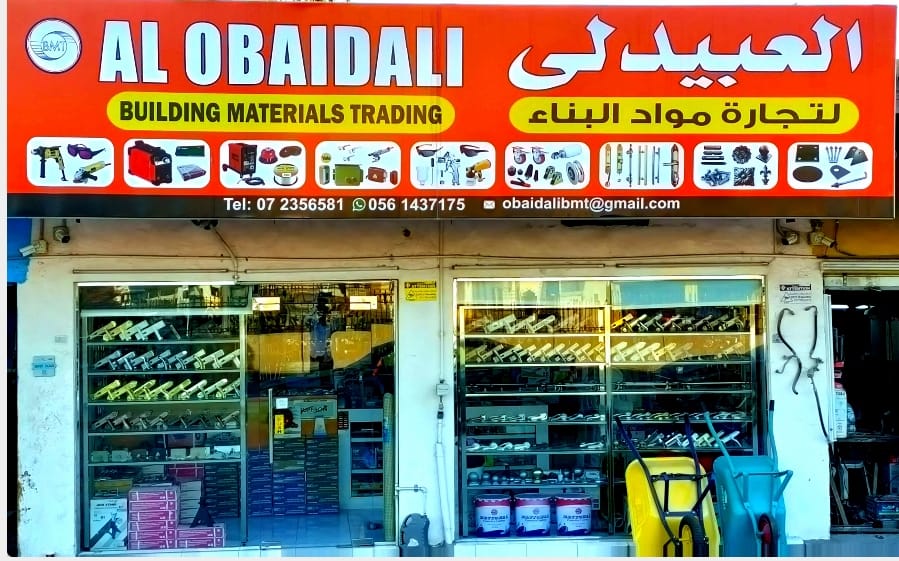 BMT
AL OBAIDALI
العبيدلى
BUILDING MATERIALS TRADING
لتجارة مواد البناء
Tel: 07 2356581 056 1437175 obaidalibmt@gmail.com